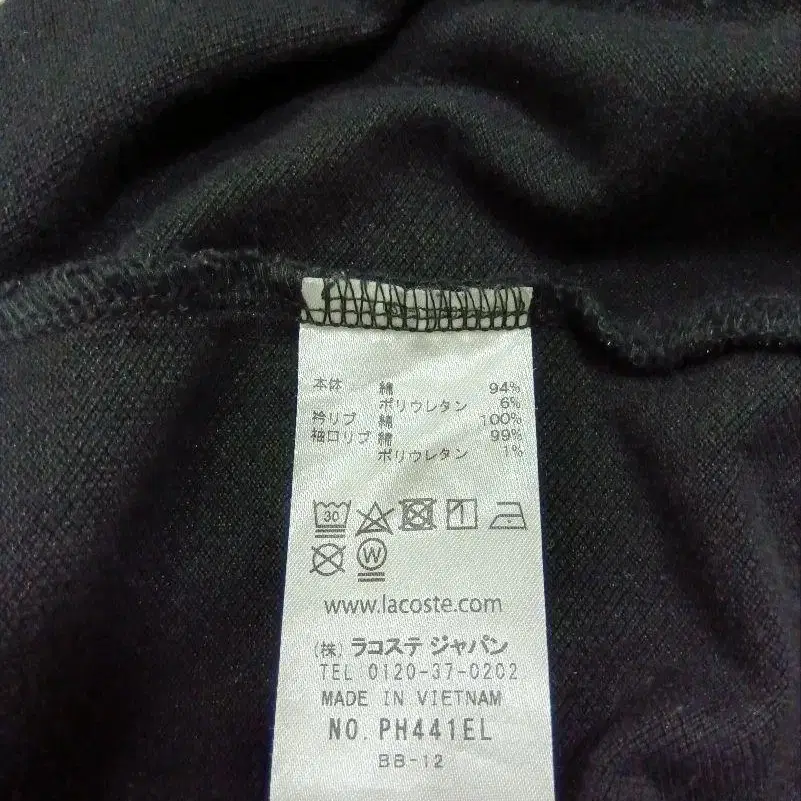 本体 綿 94%
ポリウレタン 6%
衿リブ 綿 100%
袖口リブ 綿 99%
ポリウレタン 1%
30
W
www.lacoste.com
(株) ラコステ ジャパン
TEL 0120-37-0202
MADE IN VIETNAM
NO. PH441EL
BB-12